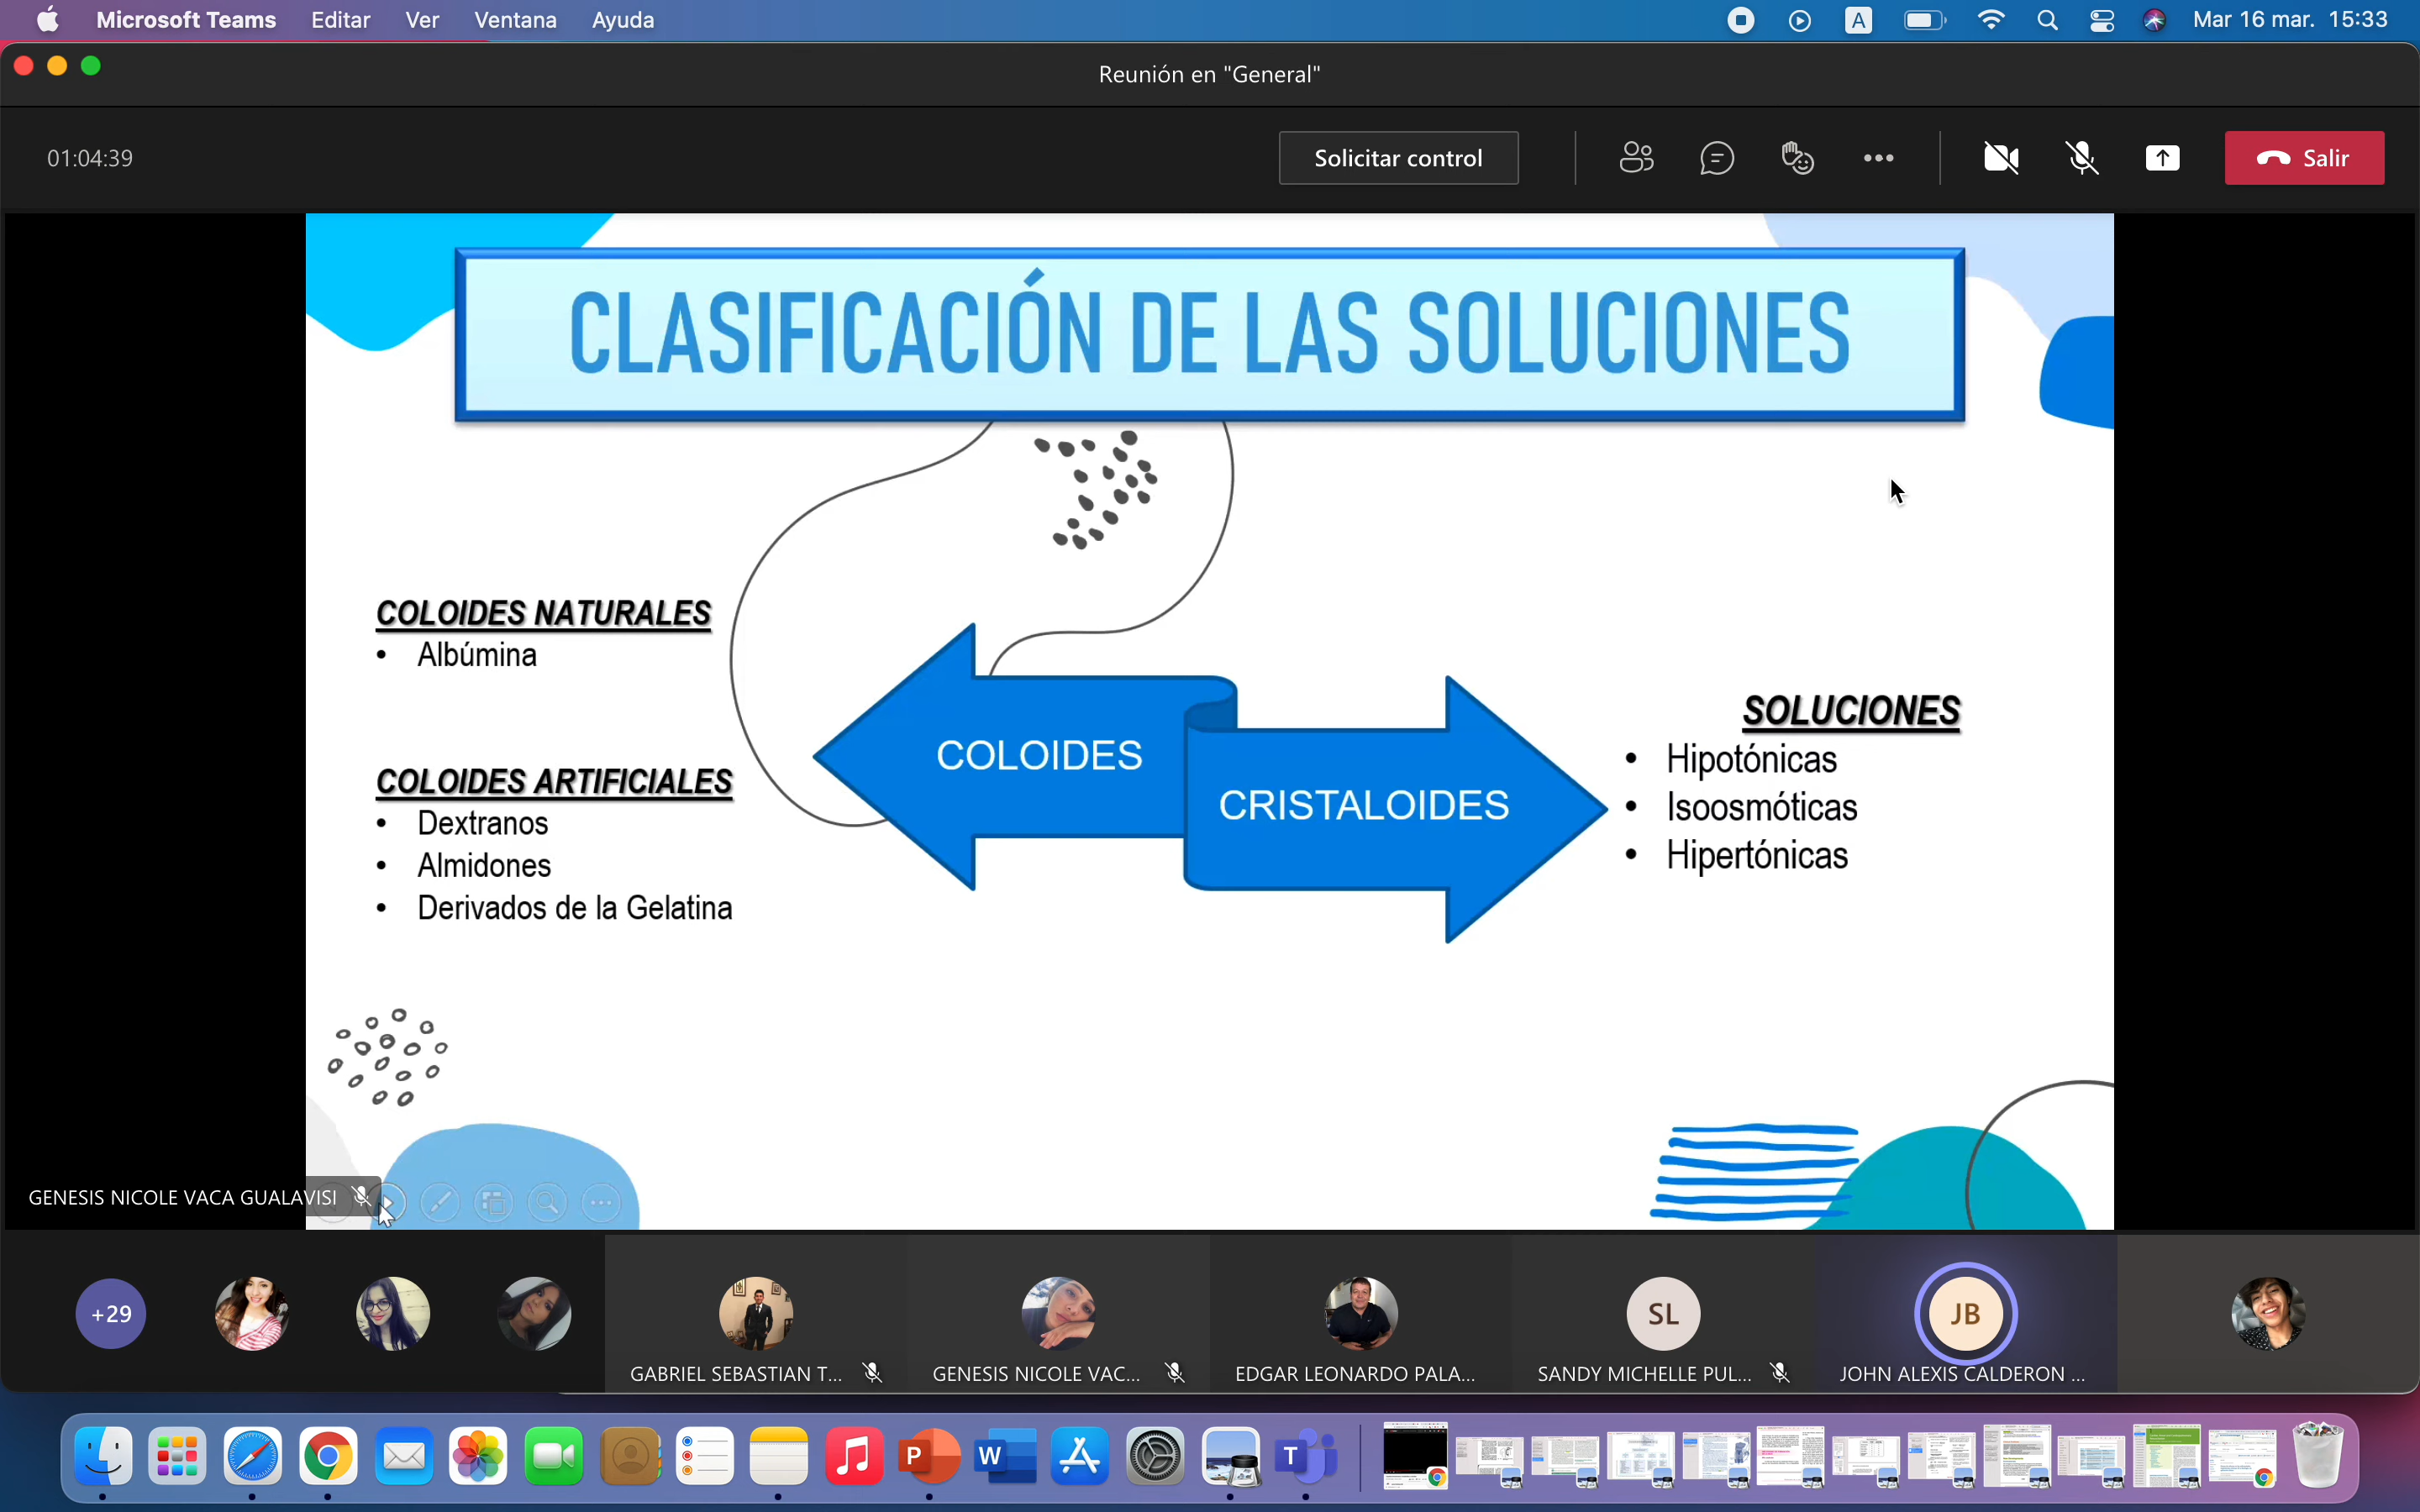 Microsoft Teams Editar Ver Ventana Ayuda
A
Mar 16 mar. 15:33
Reunión en "General"
01:04:39
Solicitar control
Salir
CLASIFICACIÓN DE LAS SOLUCIONES
COLOIDES NATURALES
• Albúmina
COLOIDES ARTIFICIALES
• Dextranos
• Almidones
• Derivados de la Gelatina
COLOIDES
CRISTALOIDES
SOLUCIONES
• Hipotónicas
• Isoosmóticas
• Hipertónicas
GENESIS NICOLE VACA GUALAVISI
+29
SL
JB
GABRIEL SEBASTIAN T...
GENESIS NICOLE VAC...
EDGAR LEONARDO PALA...
SANDY MICHELLE PUL...
JOHN ALEXIS CALDERON ...
P
W
T